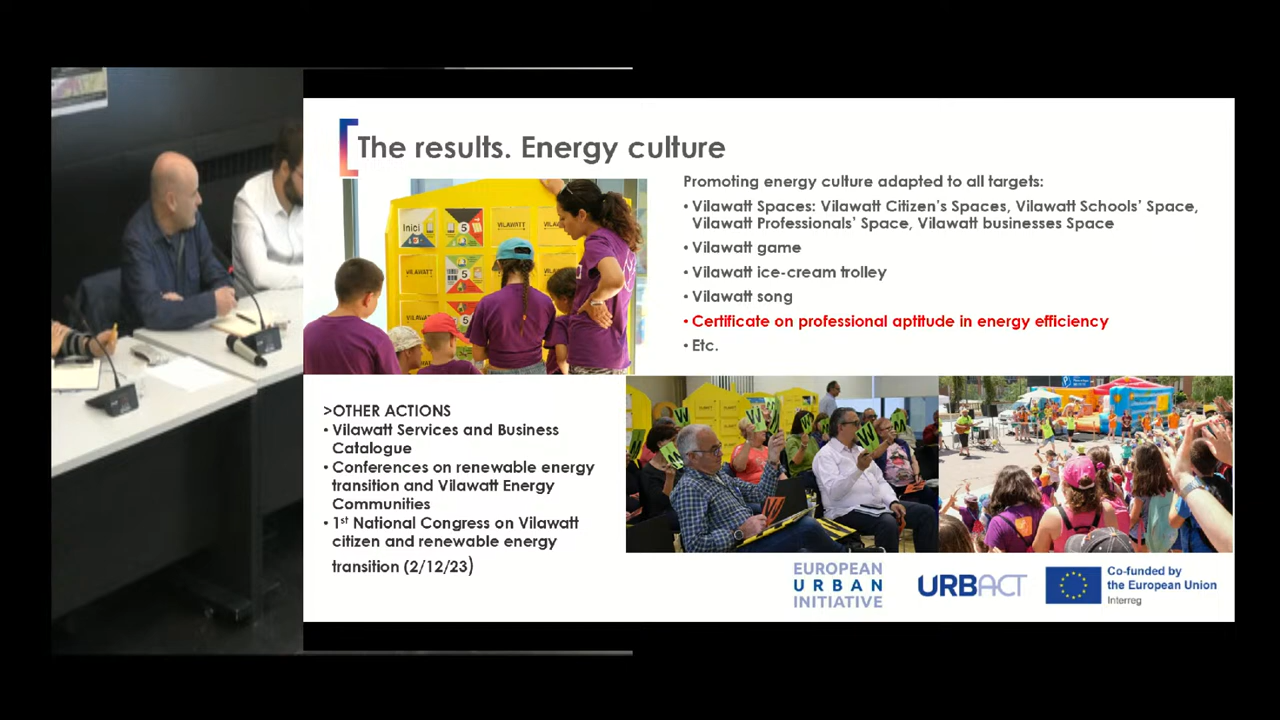 The results. Energy culture
Promoting energy culture adapted to all targets:
• Vilawatt Spaces: Vilawatt Citizen's Spaces, Vilawatt Schools' Space,
Vilawatt Professionals' Space, Vilawatt businesses Space
• Vilawatt game
• Vilawatt ice-cream trolley
• Vilawatt song
• Certificate on professional aptitude in energy efficiency
• Etc.
Inici
5
VILAWATT
VILAWATT
5
5
>OTHER ACTIONS
• Vilawatt Services and Business
Catalogue
• Conferences on renewable energy
transition and Vilawatt Energy
Communities
• 1st National Congress on Vilawatt
citizen and renewable energy
transition (2/12/23)
W
W
W
EUROPEAN
URBAN
INITIATIVE
URBACT
Co-funded by
the European Union
Interreg